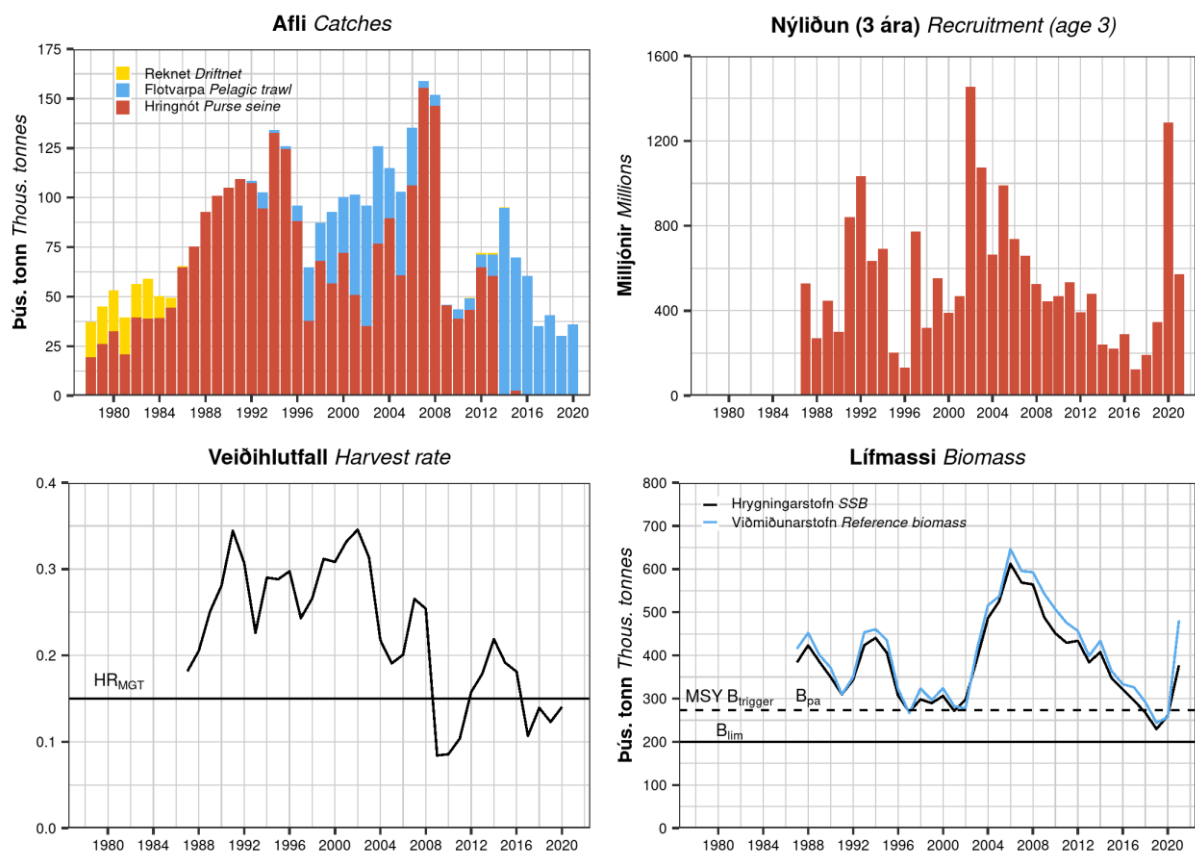 Afli Catches
Þús. tonn Thous. tonnes
175
150
125
100
75
50
25
0
Reknet Driftnet
Flotvarpa Pelagic trawl
Hringnót Purse seine
1980 1984 1988 1992 1996 2000 2004 2008 2012 2016 2020
Nýliðun (3 ára) Recruitment (age 3)
Milljónir Millions
1600
1200
800
400
0
1980 1984 1988 1992 1996 2000 2004 2008 2012 2016 2020
Veiðihlutfall Harvest rate
0.4
0.3
0.2
0.1
0.0
HRMGT
1980 1984 1988 1992 1996 2000 2004 2008 2012 2016 2020
Lífmassi Biomass
Þús. tonn Thous. tonnes
800
700
600
500
400
300
200
100
0
Hrygningarstofn SSB
Viðmiðunarstofn Reference biomass
MSY Btrigger Bpa
Blim
1980 1984 1988 1992 1996 2000 2004 2008 2012 2016 2020